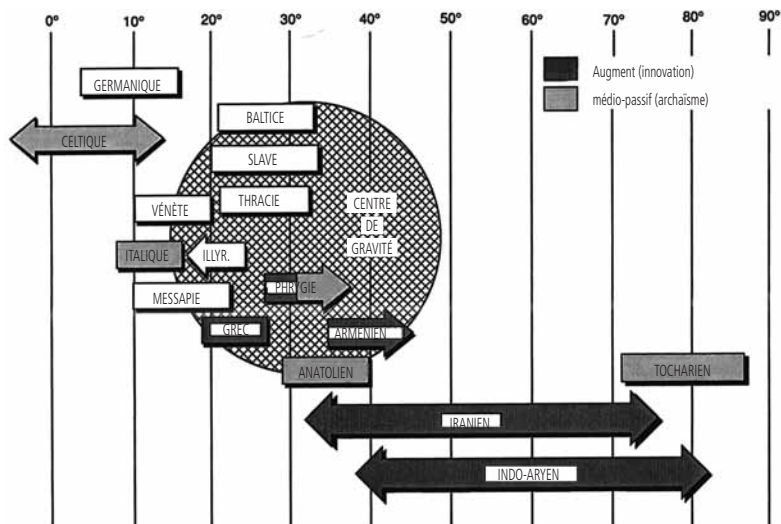 0° 10° 20° 30° 40° 50° 60° 70° 80° 90°
Augment (innovation)
médio-passif (archaïsme)
GERMANIQUE
BALTICE
CELTIQUE
SLAVE
THRACIE
VÉNÈTE
CENTRE
DE
GRAVITÉ
ITALIQUE
ILLYR.
MESSAPIE
PHRYGIE
GREC
ARMÉNIEN
ANATOLIEN
TOCHARIEN
IRANIEN
INDO-ARYEN